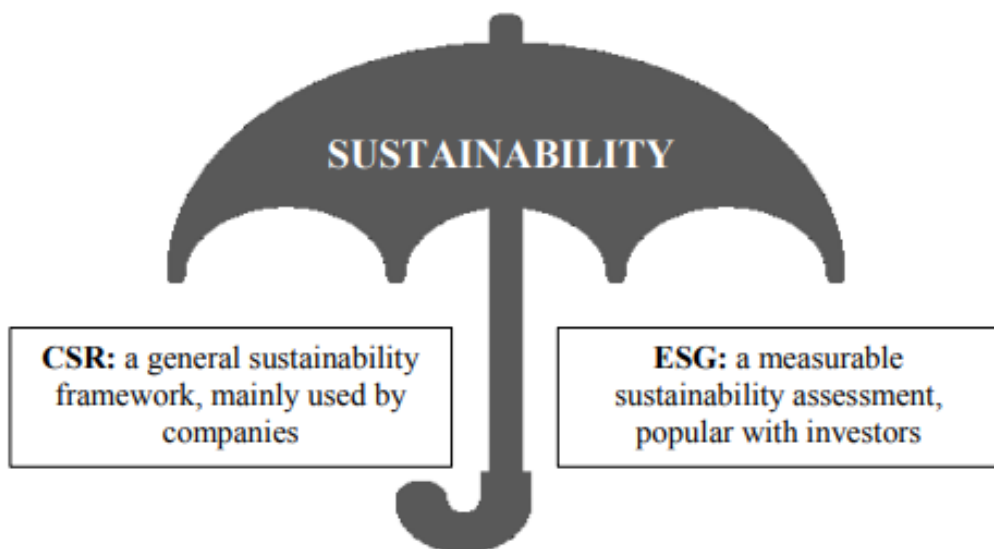 SUSTAINABILITY
CSR: a general sustainability
framework, mainly used by
companies
ESG: a measurable
sustainability assessment,
popular with investors